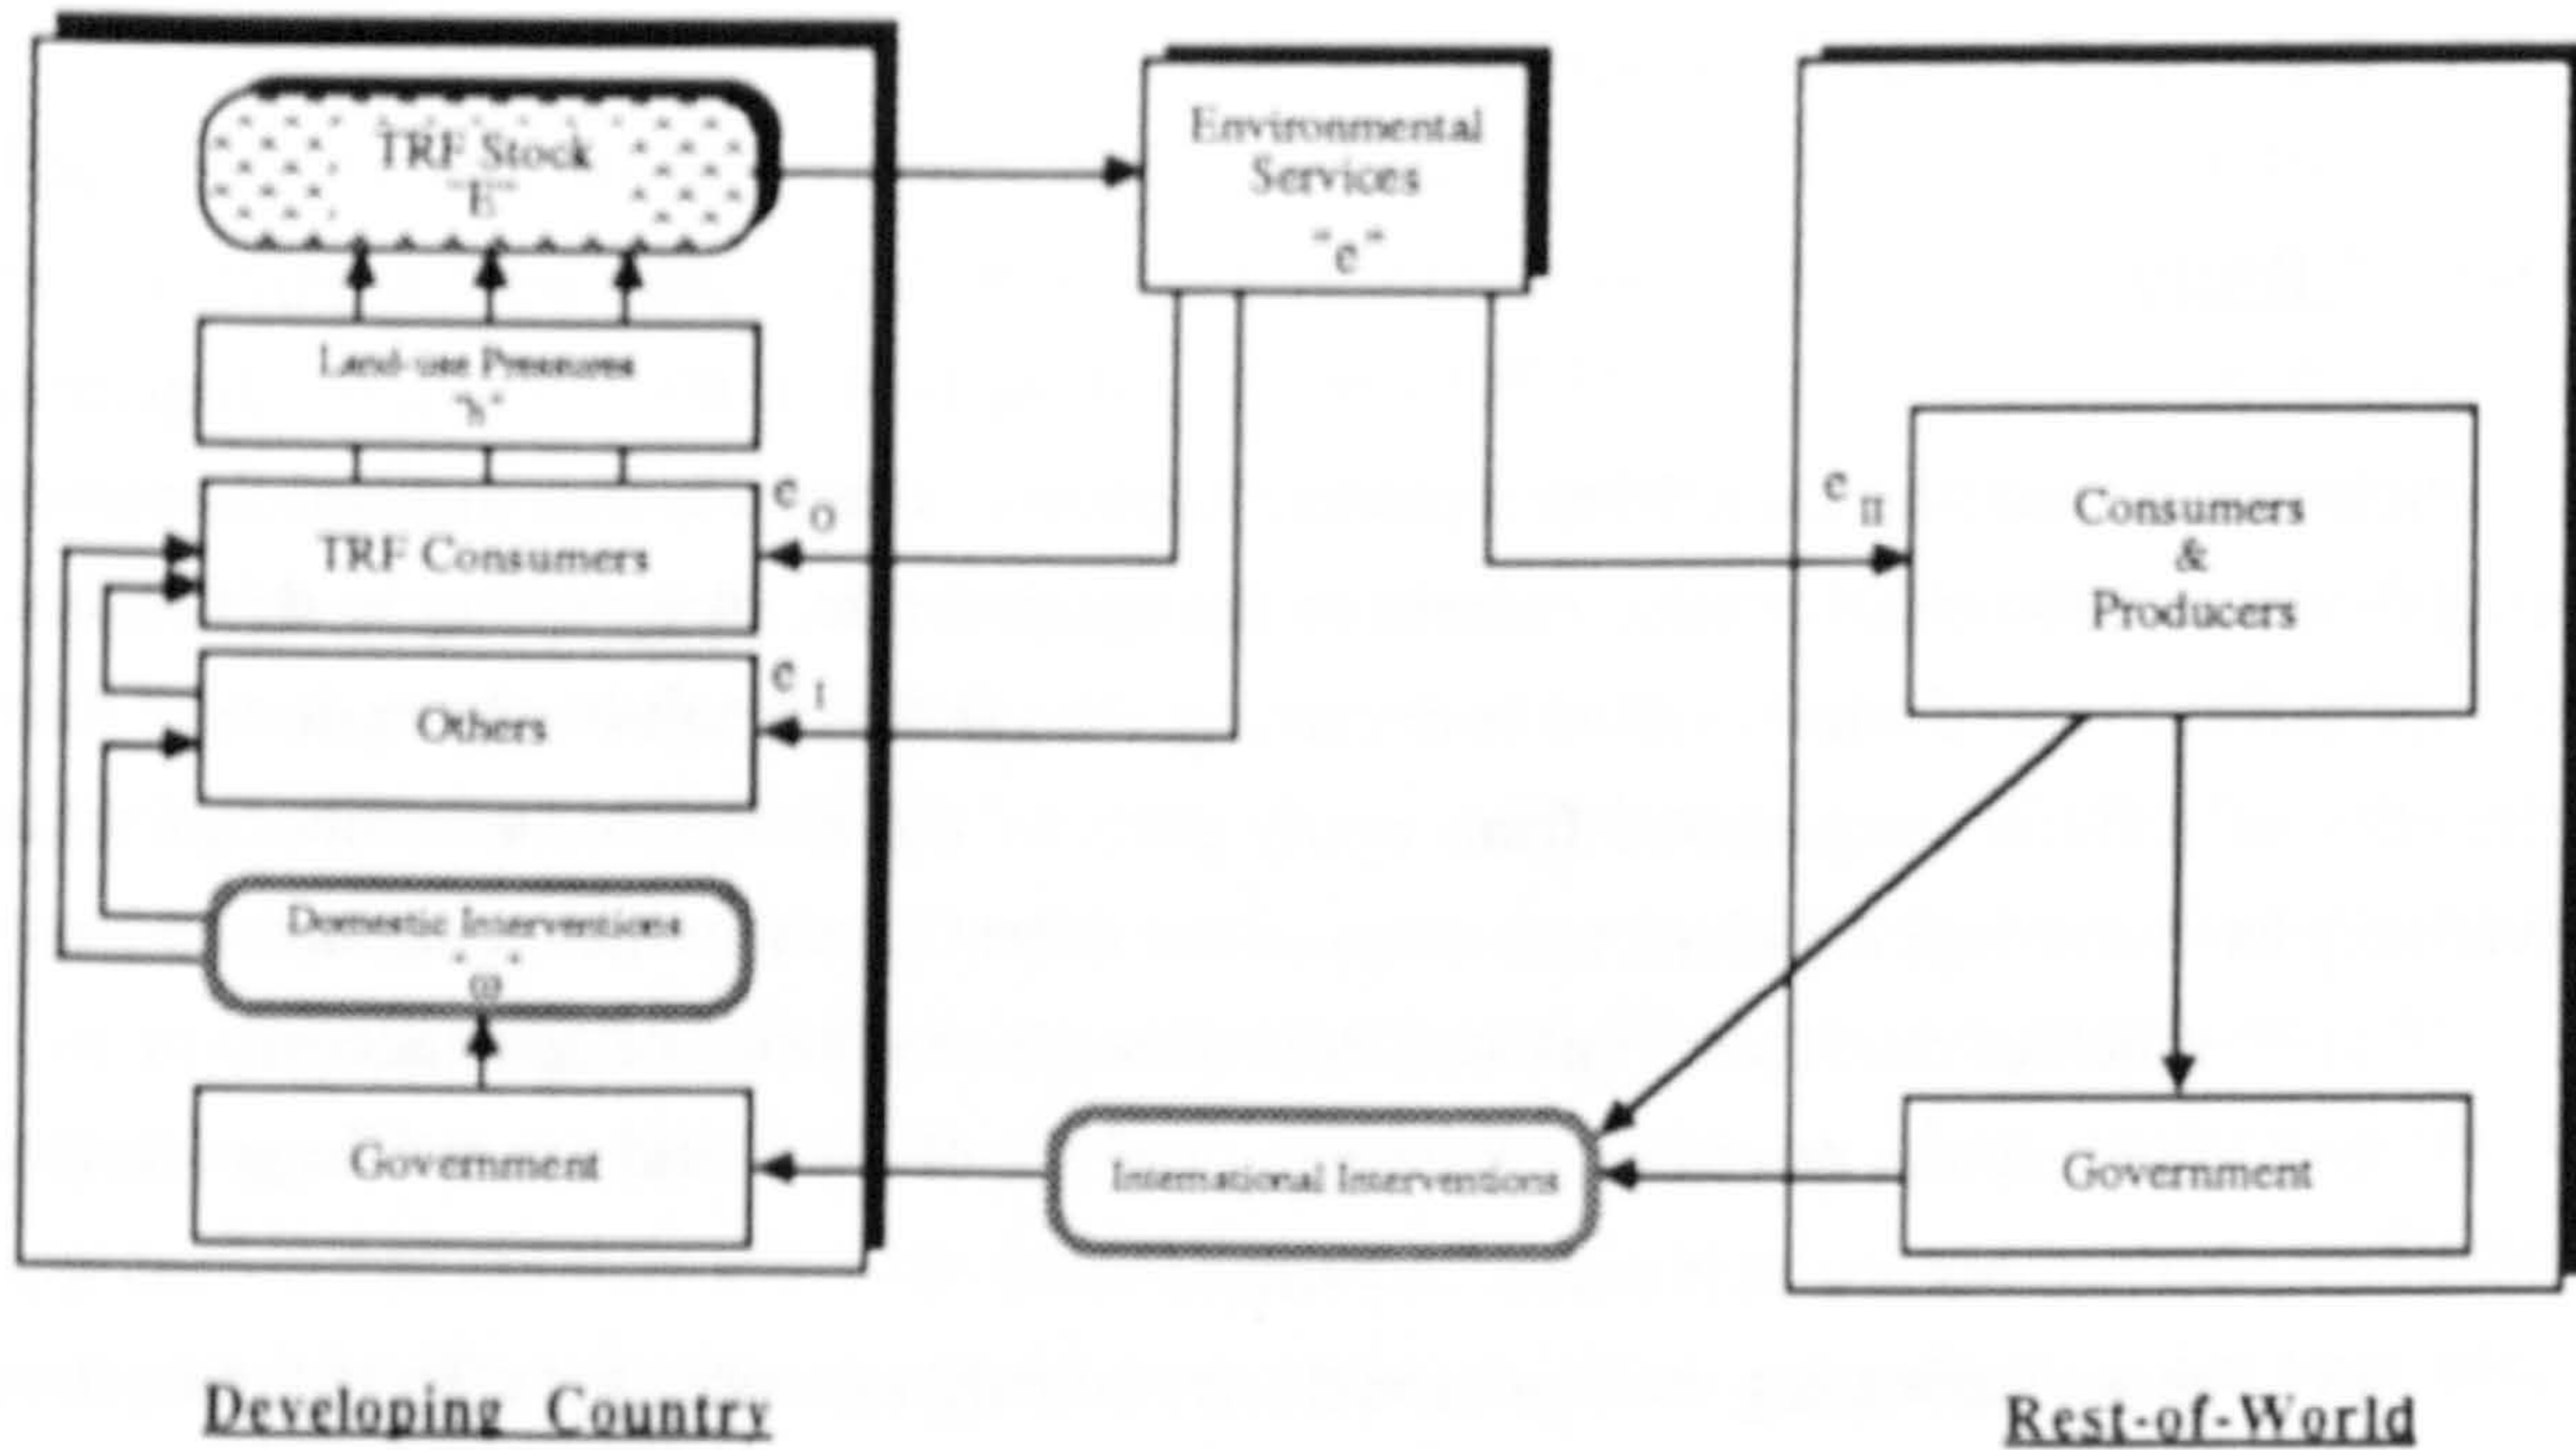 TRF Stock
"E"
Land-use Pressures
"h"
TRF Consumers
Others
Domestic Interventions
" "
ω
Government
Environmental
Services
"e"
e O
e I
International Interventions
e II
Consumers
&
Producers
Government
Developing Country
Rest-of-World